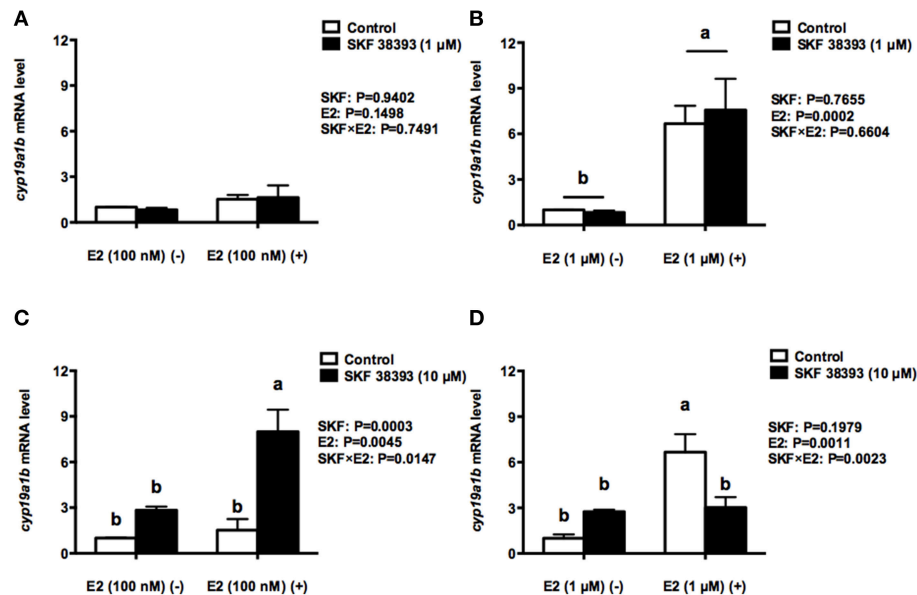 A
Control
SKF 38393 (1 µM)
12
9
6
3
0
cyp19a1b mRNA level
SKF: P=0.9402
E2: P=0.1498
SKF×E2: P=0.7491
E2 (100 nM) (-)
E2 (100 nM) (+)
B
Control
SKF 38393 (1 µM)
12
9
6
3
0
cyp19a1b mRNA level
a
b
SKF: P=0.7655
E2: P=0.0002
SKF×E2: P=0.6604
E2 (1 µM) (-)
E2 (1 µM) (+)
C
Control
SKF 38393 (10 µM)
12
9
6
3
0
cyp19a1b mRNA level
a
b
b
b
SKF: P=0.0003
E2: P=0.0045
SKF×E2: P=0.0147
E2 (100 nM) (-)
E2 (100 nM) (+)
D
Control
SKF 38393 (10 µM)
12
9
6
3
0
cyp19a1b mRNA level
a
b
b
b
SKF: P=0.1979
E2: P=0.0011
SKF×E2: P=0.0023
E2 (1 µM) (-)
E2 (1 µM) (+)